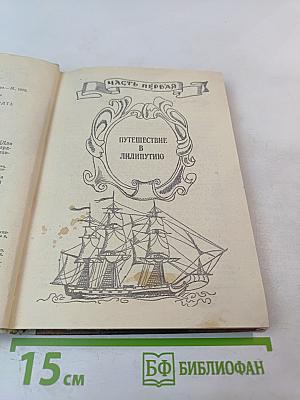 ЧАСТЬ ПЕРВАЯ
ПУТЕШЕСТВИЕ
В
ЛИЛИПУТИЮ
15 см
БФ БИБЛИОФАН